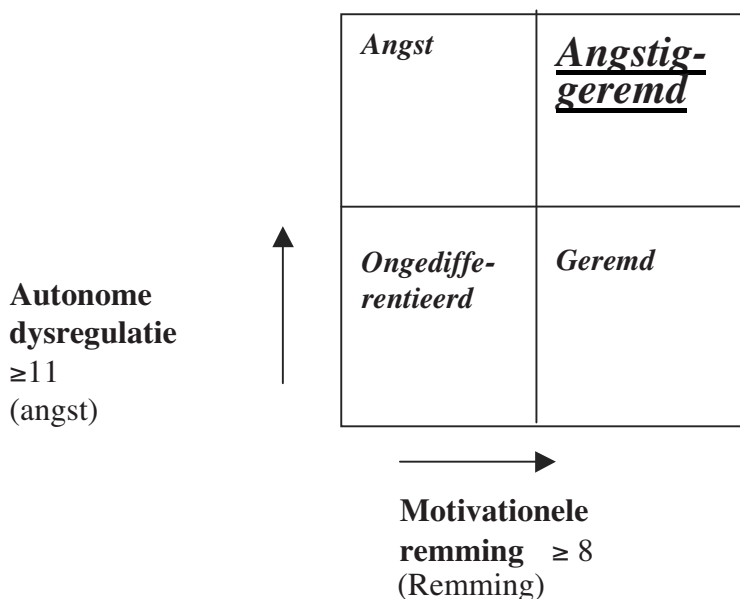 Angst
Angstig-
geremd
Ongediffe-
rentieerd
Geremd
Autonome
dysregulatie
≥11
(angst)
Motivationele
remming ≥ 8
(Remming)